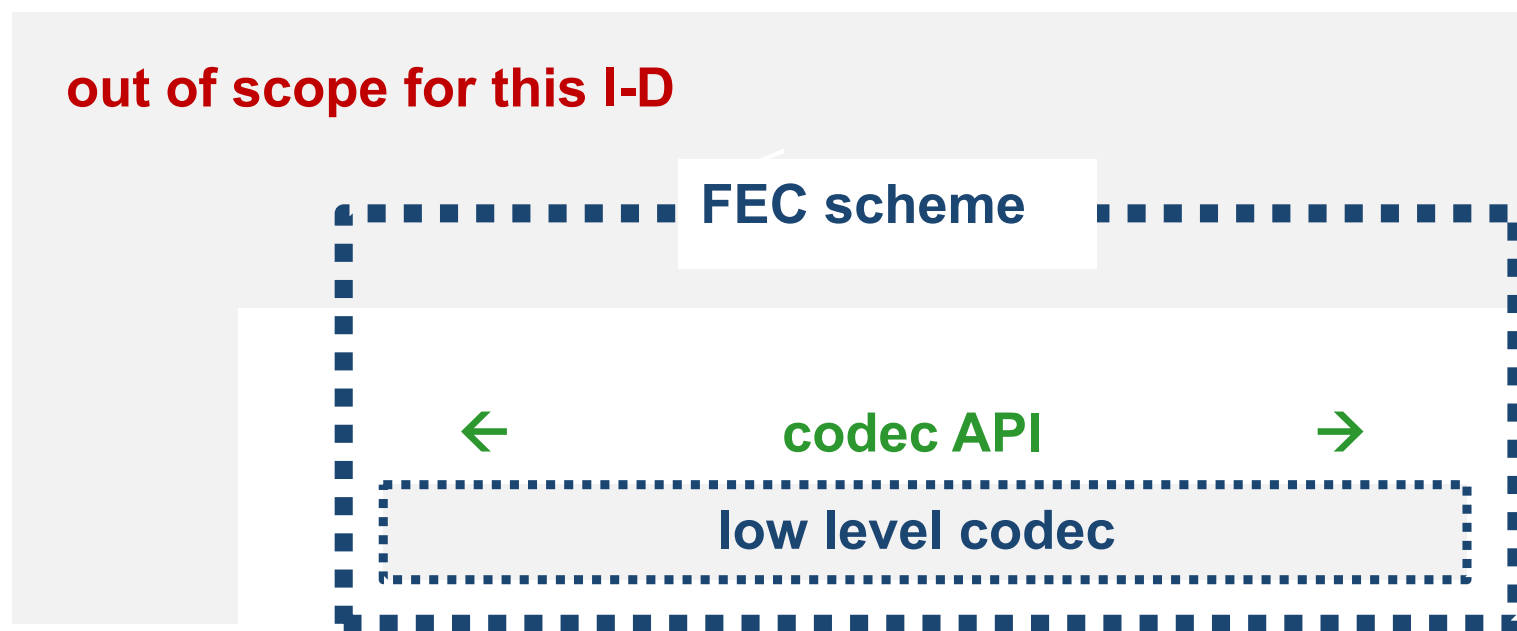 out of scope for this I-D
FEC scheme
← codec API →
low level codec